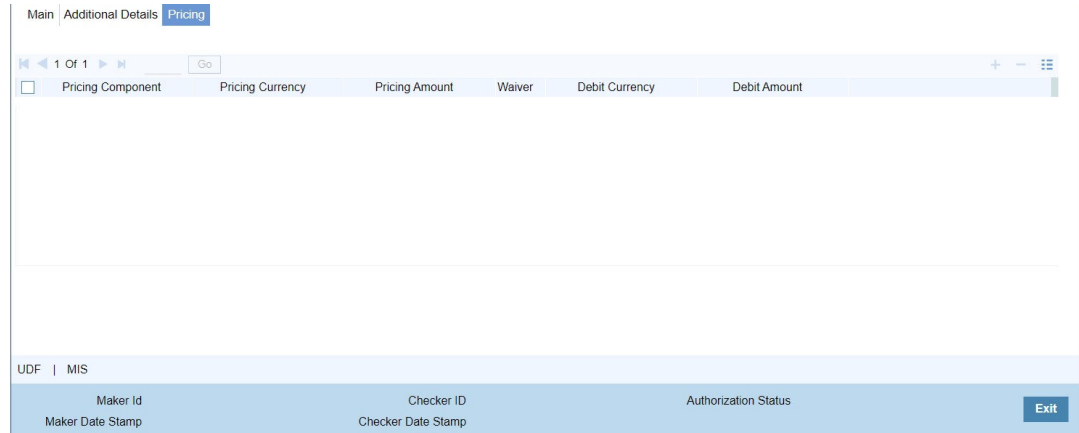 Main Additional Details Pricing
1 Of 1 Go
Pricing Component Pricing Currency Pricing Amount Waiver Debit Currency Debit Amount
UDF | MIS
Maker Id Checker ID Authorization Status
Maker Date Stamp Checker Date Stamp
Exit